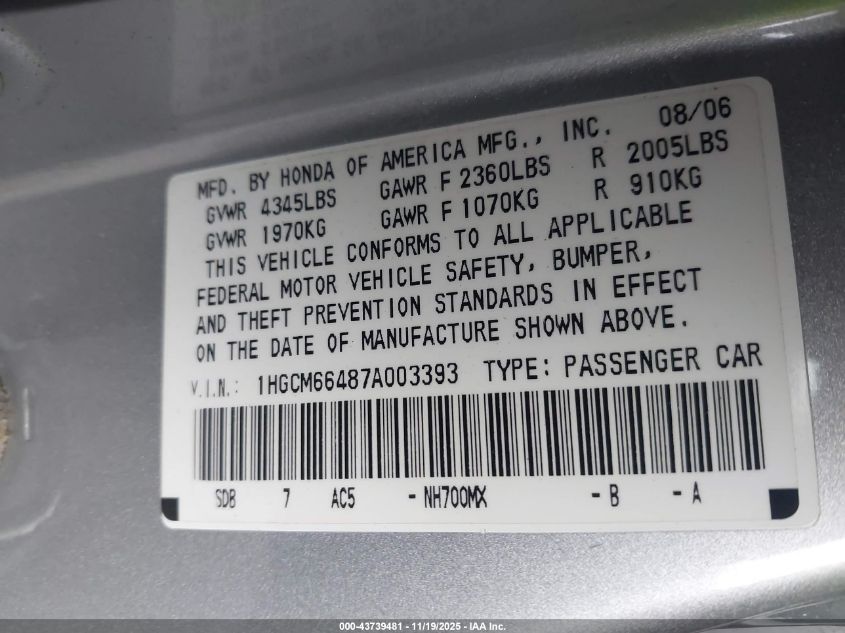 08/06
MFD. BY HONDA OF AMERICA MFG., INC.
GVWR 4345LBS GAWR F 2360LBS R 2005LBS
GVWR 1970KG GAWR F 1070KG R 910KG
THIS VEHICLE CONFORMS TO ALL APPLICABLE
FEDERAL MOTOR VEHICLE SAFETY, BUMPER,
AND THEFT PREVENTION STANDARDS IN EFFECT
ON THE DATE OF MANUFACTURE SHOWN ABOVE.
V.I.N.: 1HGCM66487A003393 TYPE: PASSENGER CAR
SDB 7 AC5 -NH700MX -B -A
000-43739481 - 11/19/2025 - IAA Inc.